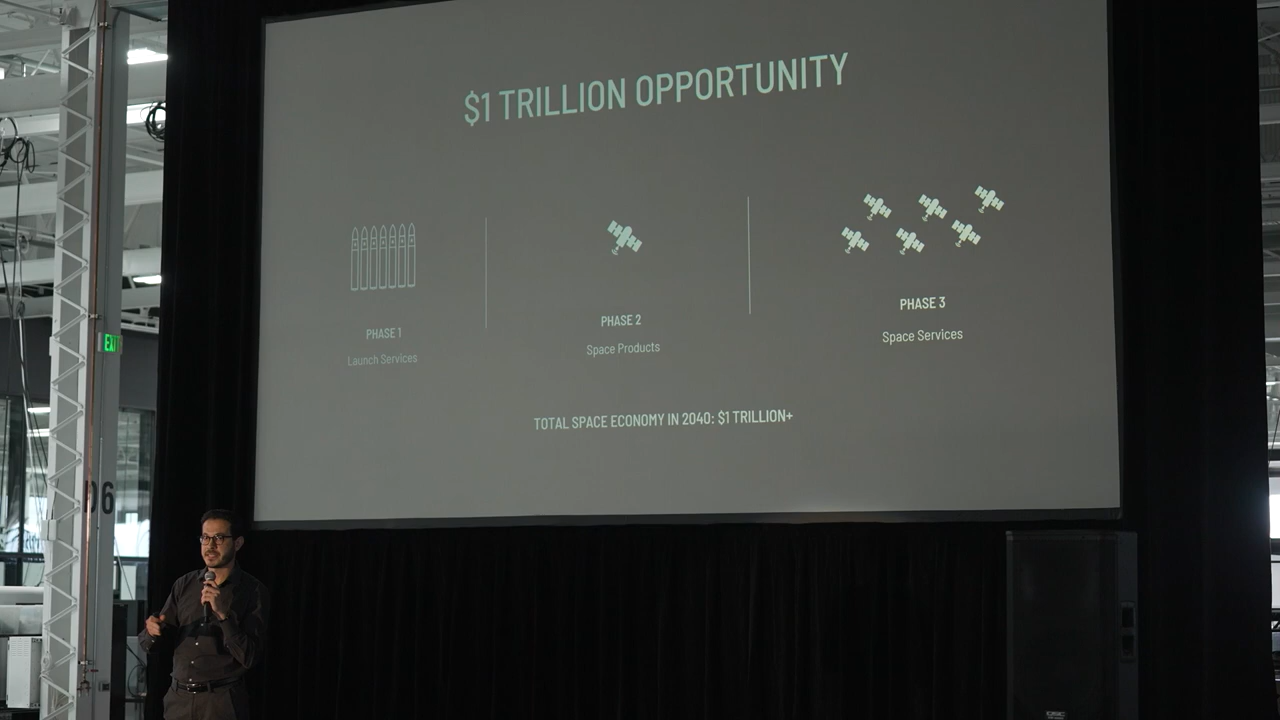 $1 TRILLION OPPORTUNITY
PHASE 1
Launch Services
PHASE 2
Space Products
PHASE 3
Space Services
TOTAL SPACE ECONOMY IN 2040: $1 TRILLION+
EXIT
D6